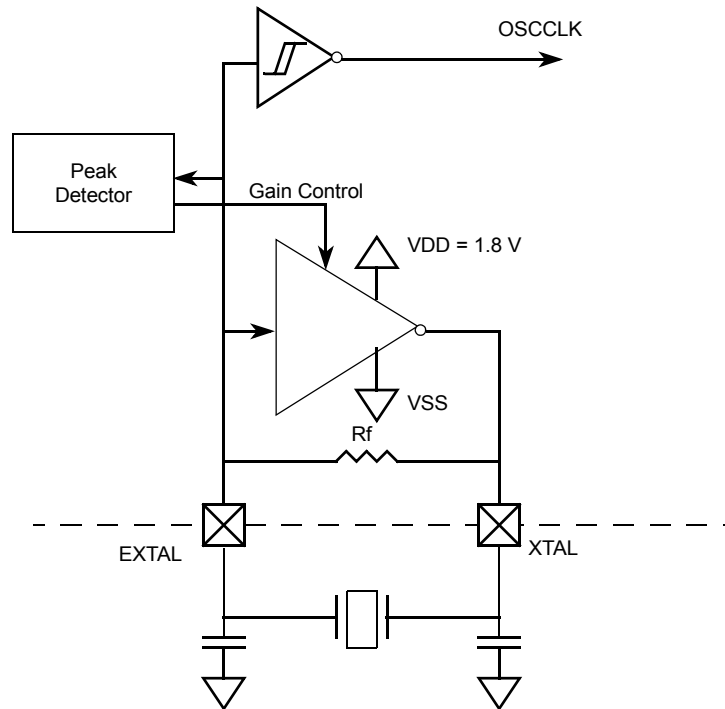 OSCCLK
Peak
Detector
Gain Control
VDD = 1.8 V
VSS
Rf
EXTAL
XTAL